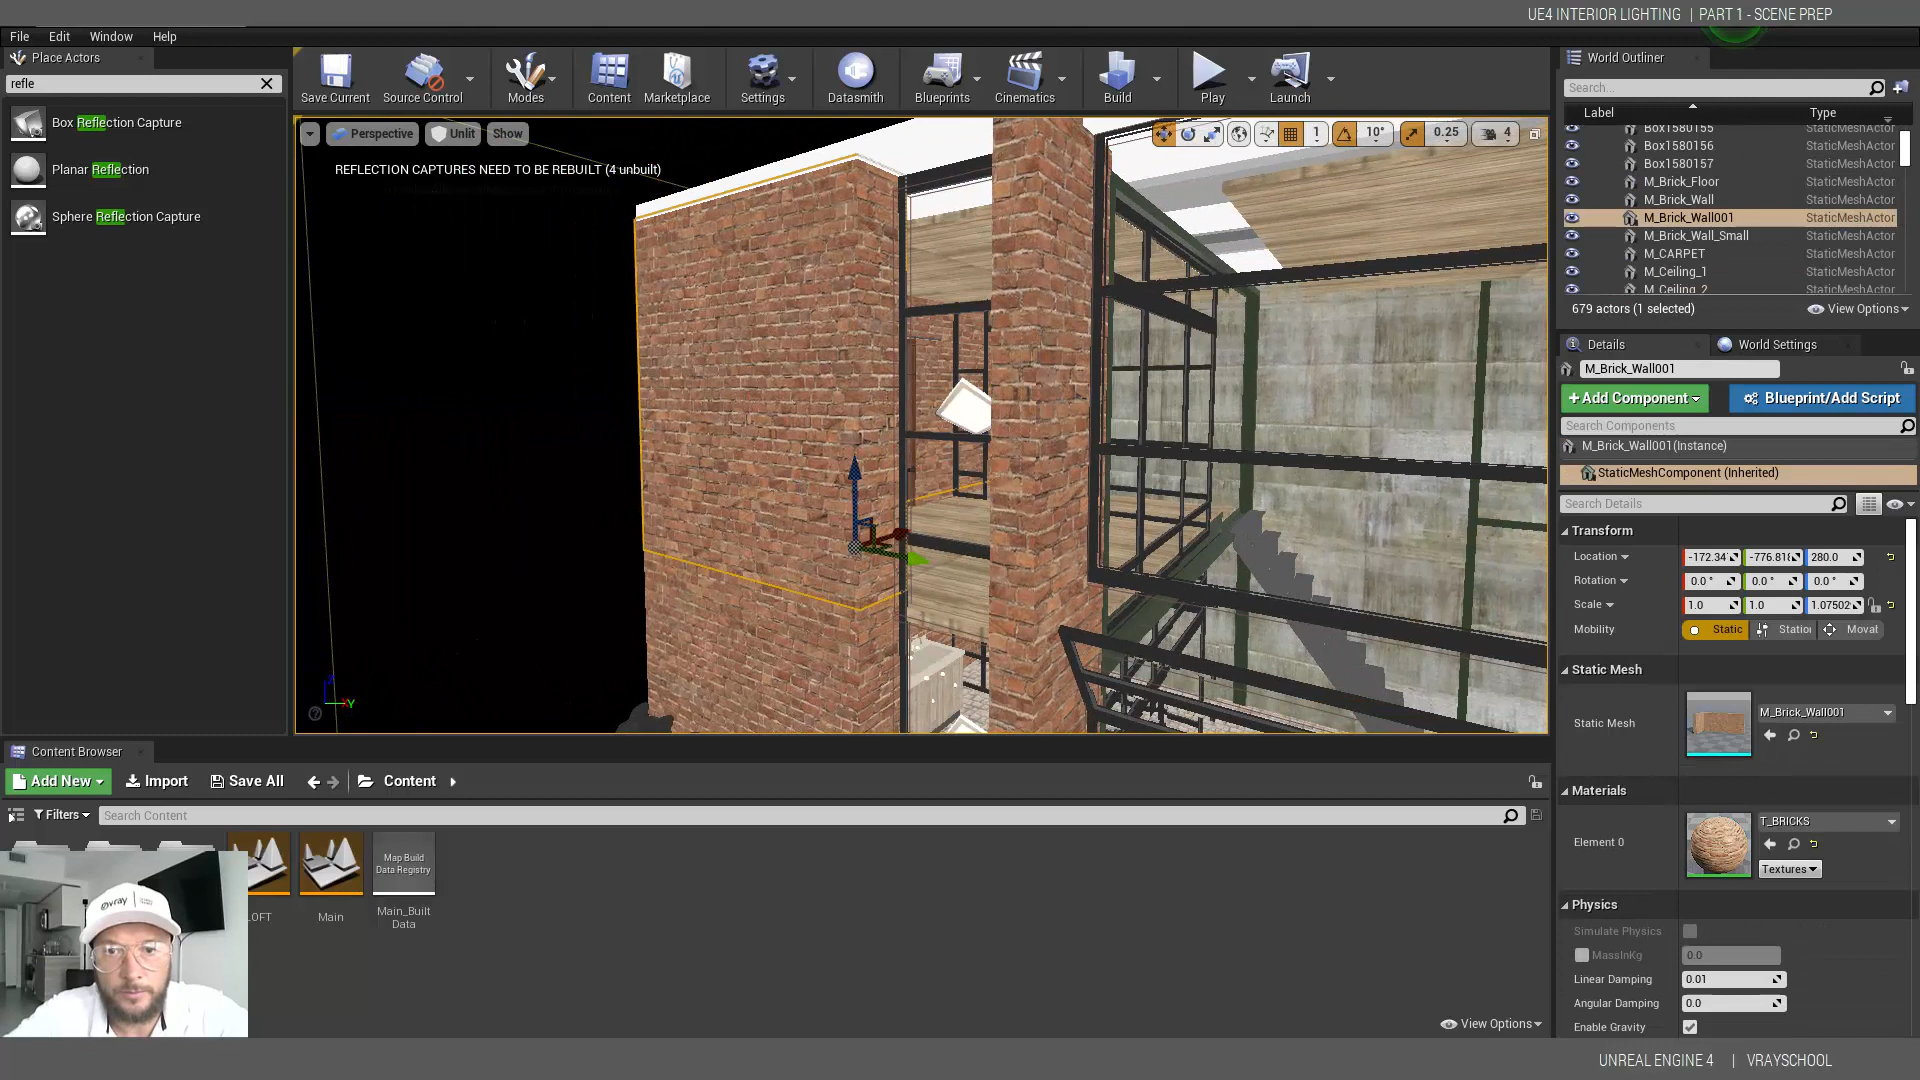 UE4 INTERIOR LIGHTING | PART 1 - SCENE PREP
File Edit Window Help
Place Actors
refle
Box Reflection Capture
Planar Reflection
Sphere Reflection Capture
Save Current Source Control Modes Content Marketplace Settings Datasmith Blueprints Cinematics Build Play Launch
Perspective Unlit Show
1 10° 0.25 4
REFLECTION CAPTURES NEED TO BE REBUILT (4 unbuilt)
Z
Y
World Outliner
Search...
Label Type
Box1580155 StaticMeshActor
Box1580156 StaticMeshActor
Box1580157 StaticMeshActor
M_Brick_Floor StaticMeshActor
M_Brick_Wall StaticMeshActor
M_Brick_Wall001 StaticMeshActor
M_Brick_Wall_Small StaticMeshActor
M_CARPET StaticMeshActor
M_Ceiling_1 StaticMeshActor
M_Ceiling_2 StaticMeshActor
679 actors (1 selected) View Options
Details World Settings
M_Brick_Wall001
+Add Component Blueprint/Add Script
Search Components
M_Brick_Wall001(Instance)
StaticMeshComponent (Inherited)
Search Details
Transform
Location -172.34 -776.81 280.0
Rotation 0.0 ° 0.0 ° 0.0 °
Scale 1.0 1.0 1.07502
Mobility Static Statio Moval
Static Mesh
Static Mesh M_Brick_Wall001
Materials
Element 0 T_BRICKS
Textures
Physics
Simulate Physics
MassInKg 0.0
Linear Damping 0.01
Angular Damping 0.0
Enable Gravity
Content Browser
Add New Import Save All Content
Filters Search Content
Map Build
Data Registry
LOFT Main Main_Built
Data
vray
View Options
UNREAL ENGINE 4 | VRAYSCHOOL